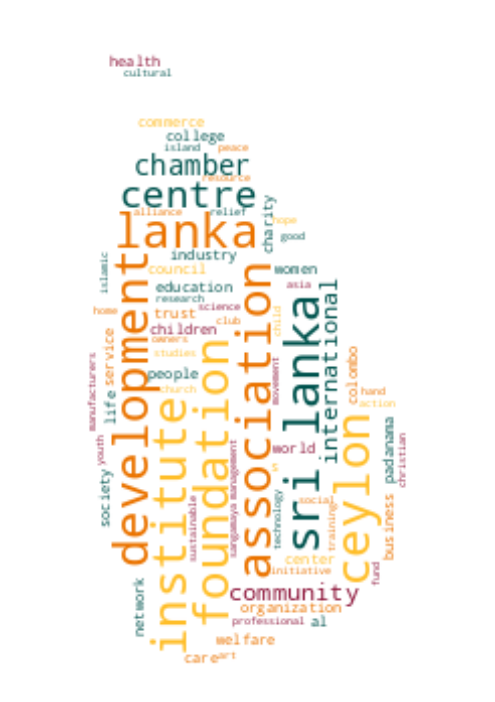 health
cultural
commerce
college
island peace
chamber
resource
centre
alliance relief
charity
hope
lanka
good
industry
islamic
council
women
education
asia
research
development
association
sri lanka
international
home
trust
science
club
child
children
owners
service
studies
foundation
people
movement
colombo
manufacturers
life
church
hand
action
institute
ceylon
padanama
christian
youth
society
world
s
sangamaya
management
sustainable
technology
social
training
business
center
initiative
fund
network
community
organization
professional al
welfare
care art